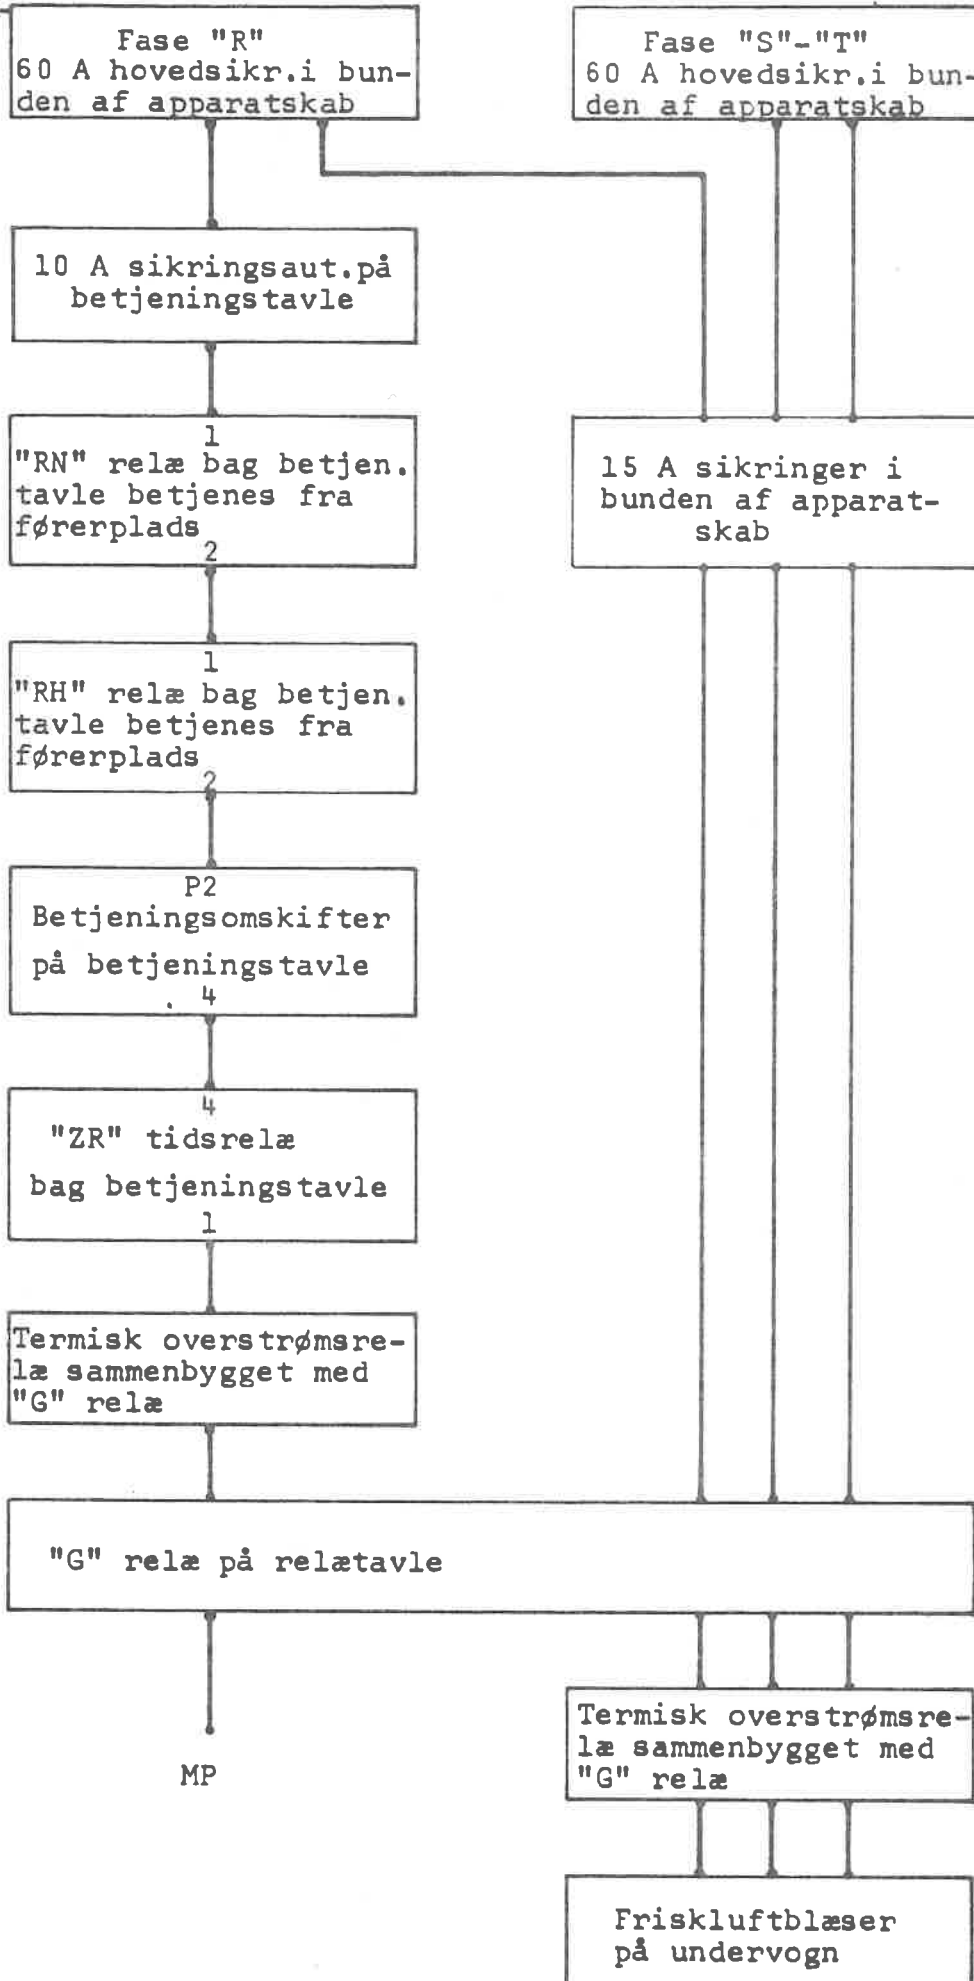 Fase "R"
60 A hovedsikr.i bun-
den af apparatskab
Fase "S"-"T"
60 A hovedsikr.i bun-
den af apparatskab
10 A sikringsaut.på
betjeningstavle
1
"RN" relæ bag betjen.
tavle betjenes fra
førerplads
2
15 A sikringer i
bunden af apparat-
skab
1
"RH" relæ bag betjen.
tavle betjenes fra
førerplads
2
P2
Betjeningsomskifter
på betjeningstavle
4
4
"ZR" tidsrelæ
bag betjeningstavle
1
Termisk overstrømsre-
læ sammenbygget med
"G" relæ
"G" relæ på relætavle
MP
Termisk overstrømsre-
læ sammenbygget med
"G" relæ
Friskluftblæser
på undervogn